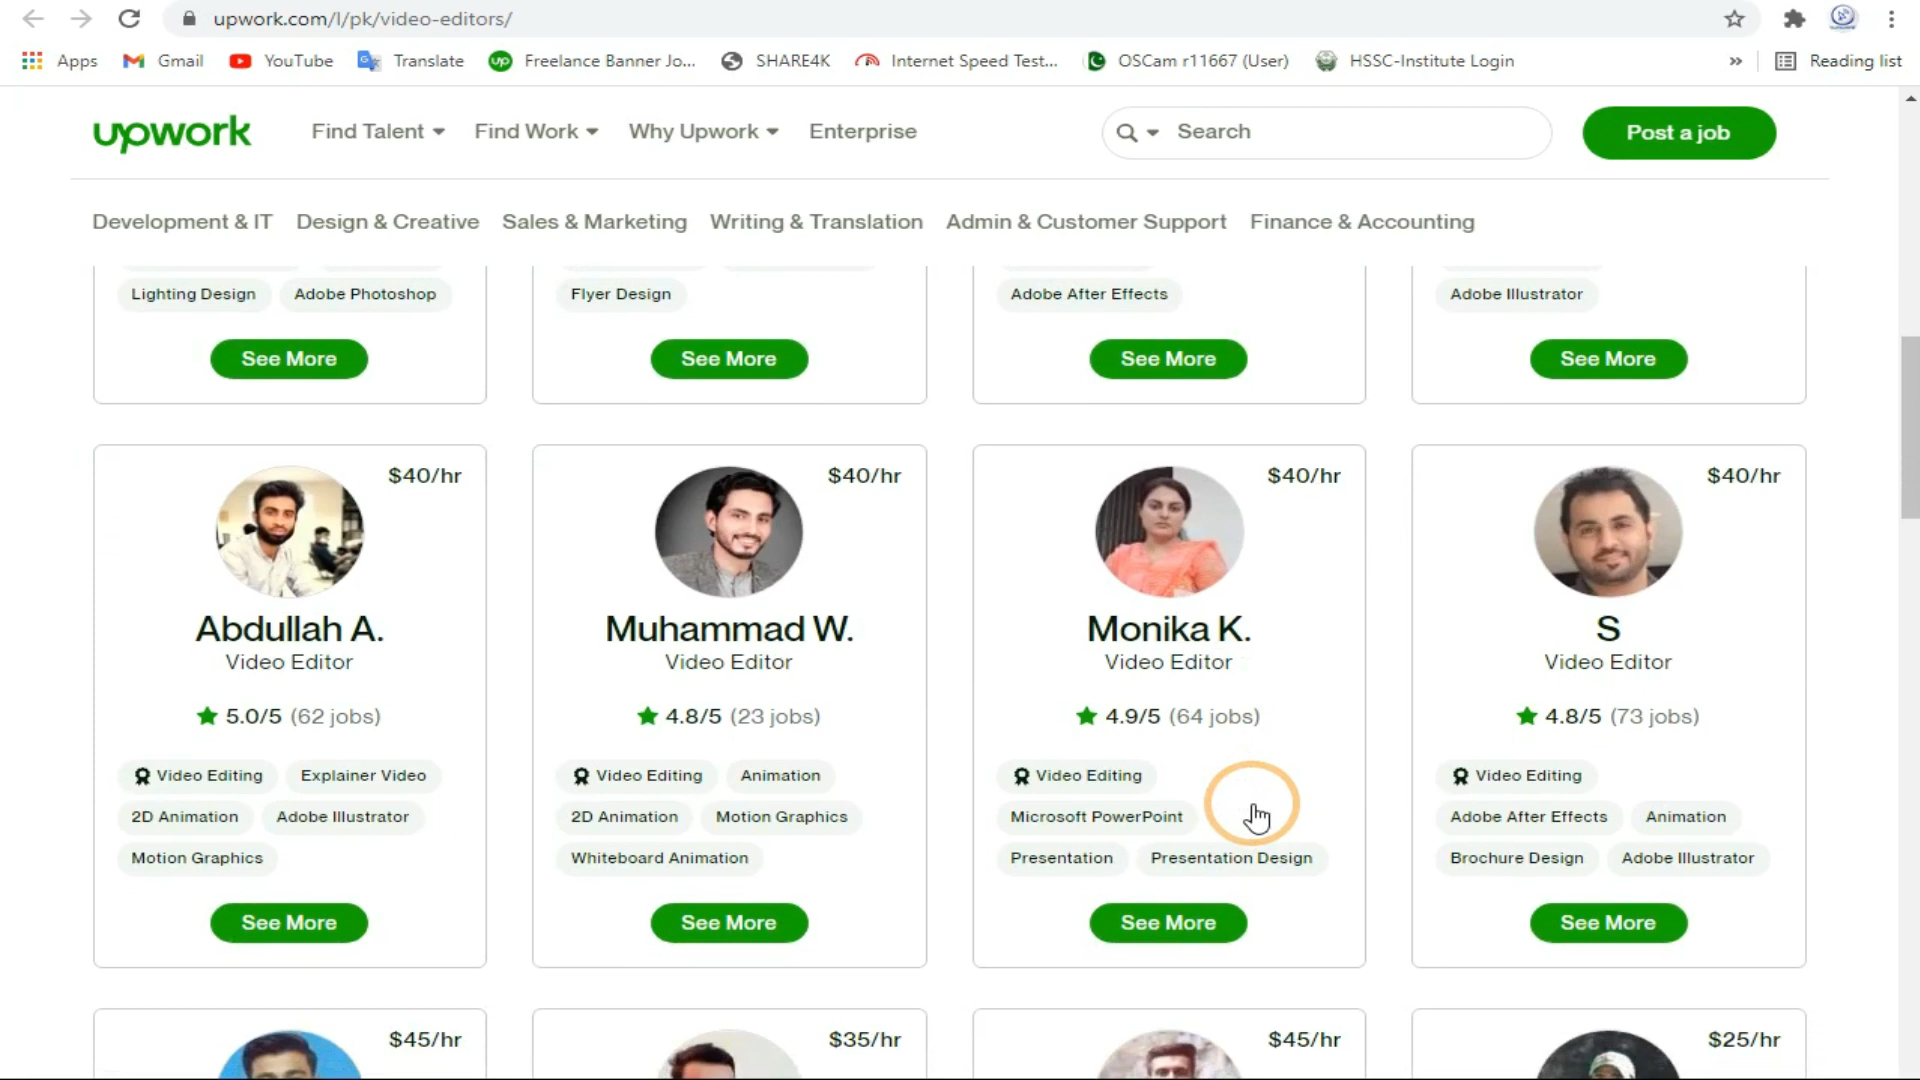 upwork.com/l/pk/video-editors/
Apps Gmail YouTube Translate up Freelance Banner Jo... SHARE4K Internet Speed Test... OSCam r11667 (User) HSSC-Institute Login » Reading list
upwork Find Talent Find Work Why Upwork Enterprise Search Post a job
Development & IT Design & Creative Sales & Marketing Writing & Translation Admin & Customer Support Finance & Accounting
Lighting Design Adobe Photoshop Flyer Design Adobe After Effects Adobe Illustrator
See More See More See More See More
$40/hr $40/hr $40/hr $40/hr
Abdullah A. Muhammad W. Monika K. S
Video Editor Video Editor Video Editor Video Editor
5.0/5 (62 jobs) 4.8/5 (23 jobs) 4.9/5 (64 jobs) 4.8/5 (73 jobs)
Video Editing Explainer Video Video Editing Animation Video Editing Video Editing
2D Animation Adobe Illustrator 2D Animation Motion Graphics Microsoft PowerPoint Adobe After Effects Animation
Motion Graphics Whiteboard Animation Presentation Presentation Design Brochure Design Adobe Illustrator
See More See More See More See More
$45/hr $35/hr $45/hr $25/hr